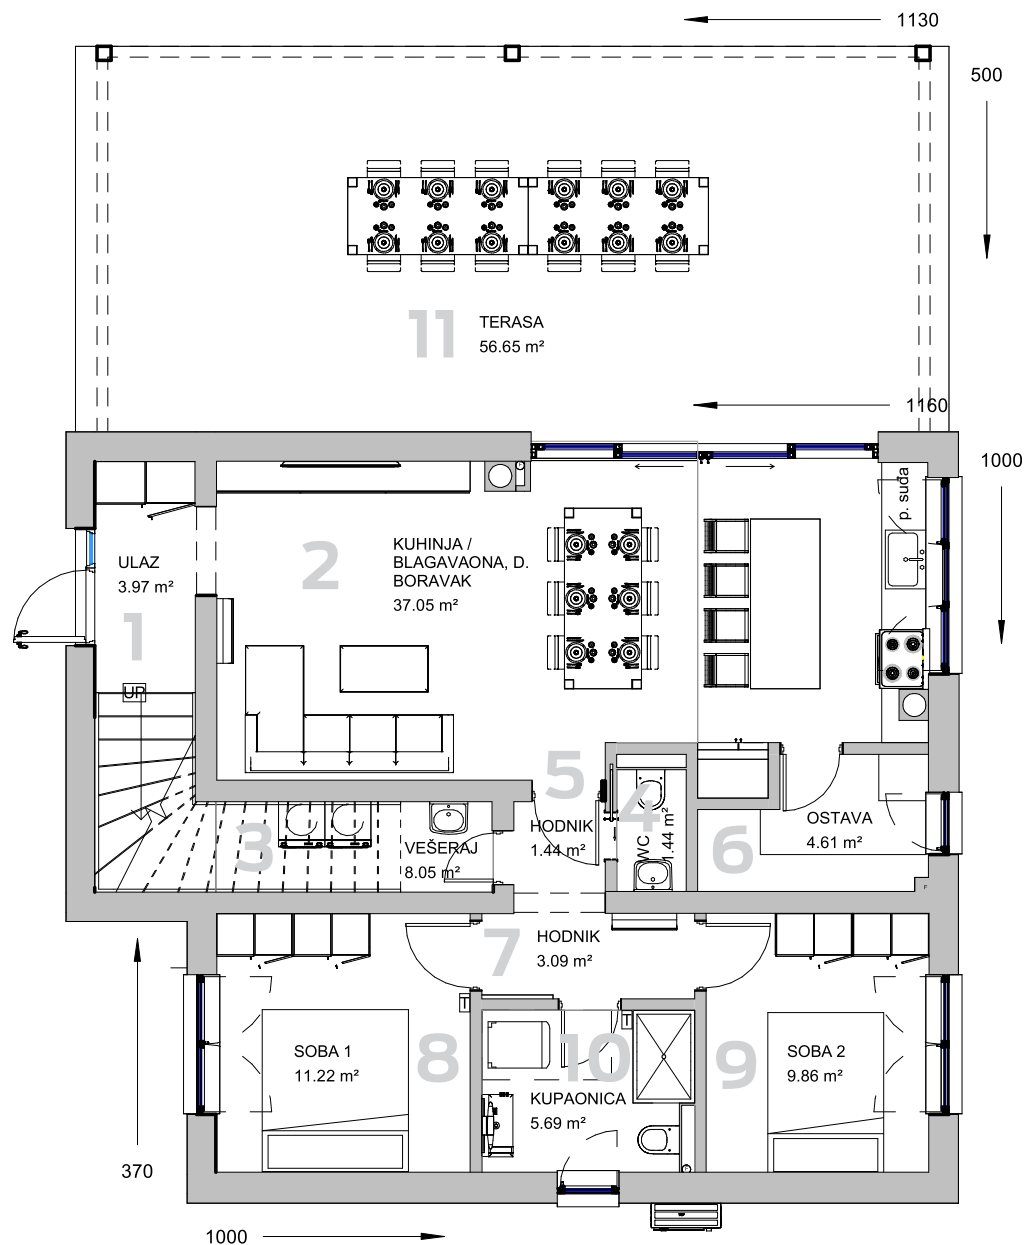 1130
500
11
TERASA
56.65 m²
1160
1000
p. suđa
2
KUHINJA /
BLAGAVAONA, D.
BORAVAK
37.05 m²
ULAZ
3.97 m²
1
UP
5
HODNIK
1.44 m²
4
WC
1.44 m²
3
VEŠERAJ
8.05 m²
6
OSTAVA
4.61 m²
F
7
HODNIK
3.09 m²
T
T
SOBA 1
11.22 m²
8
10
KUPAONICA
5.69 m²
9
SOBA 2
9.86 m²
370
1000